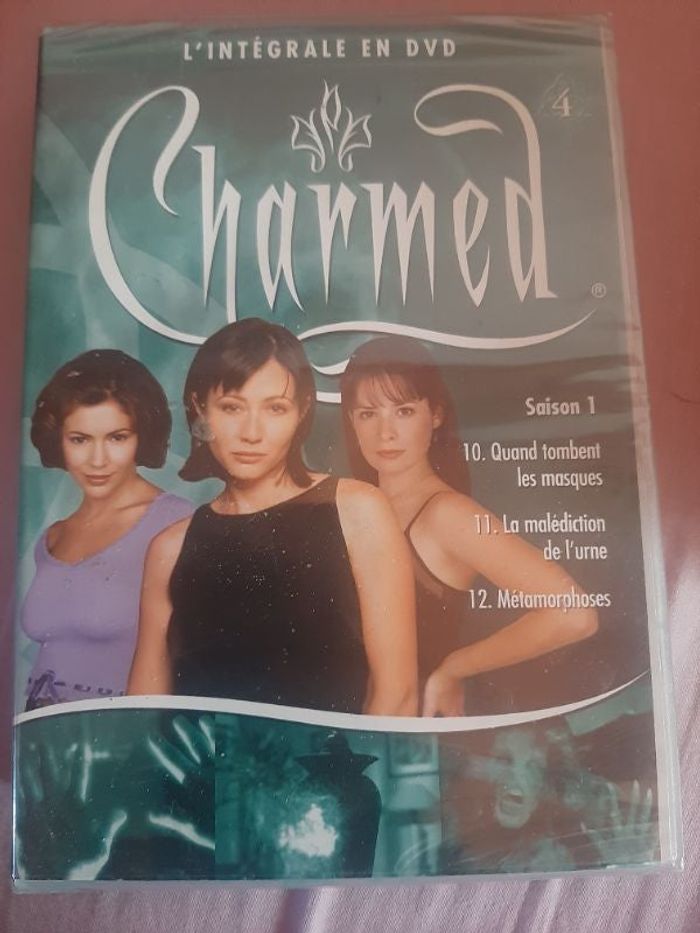 L'INTÉGRALE EN DVD
4
Charmed
®
Saison 1
10. Quand tombent
les masques
11. La malédiction
de l'urne
12. Métamorphoses